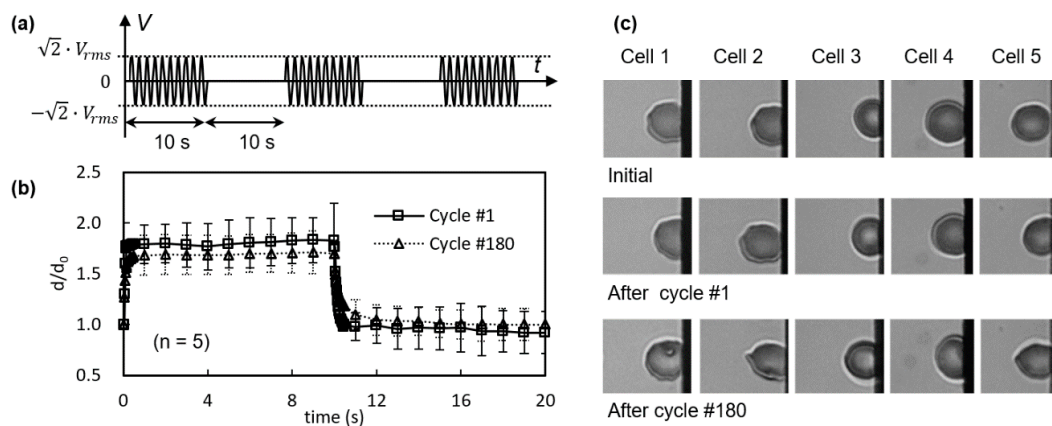 (a)
V
√2 · Vrms
0
t
−√2 · Vrms
10 s 10 s
(b)
2.5
2.0
1.5
1.0
0.5
d/d0
Cycle #1
Cycle #180
(n = 5)
0 4 8 12 16 20
time (s)
(c)
Cell 1 Cell 2 Cell 3 Cell 4 Cell 5
Initial
After cycle #1
After cycle #180